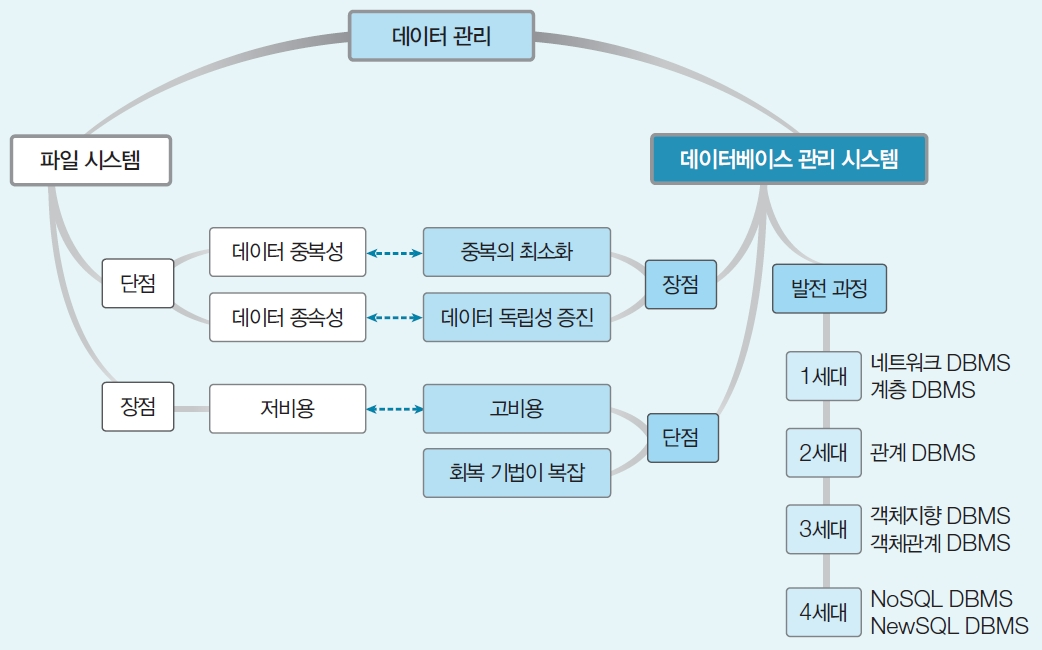 데이터 관리
파일 시스템
데이터베이스 관리 시스템
단점
데이터 중복성
중복의 최소화
데이터 종속성
데이터 독립성 증진
장점
장점
저비용
고비용
회복 기법이 복잡
단점
발전 과정
1세대
네트워크 DBMS
계층 DBMS
2세대
관계 DBMS
3세대
객체지향 DBMS
객체관계 DBMS
4세대
NoSQL DBMS
NewSQL DBMS